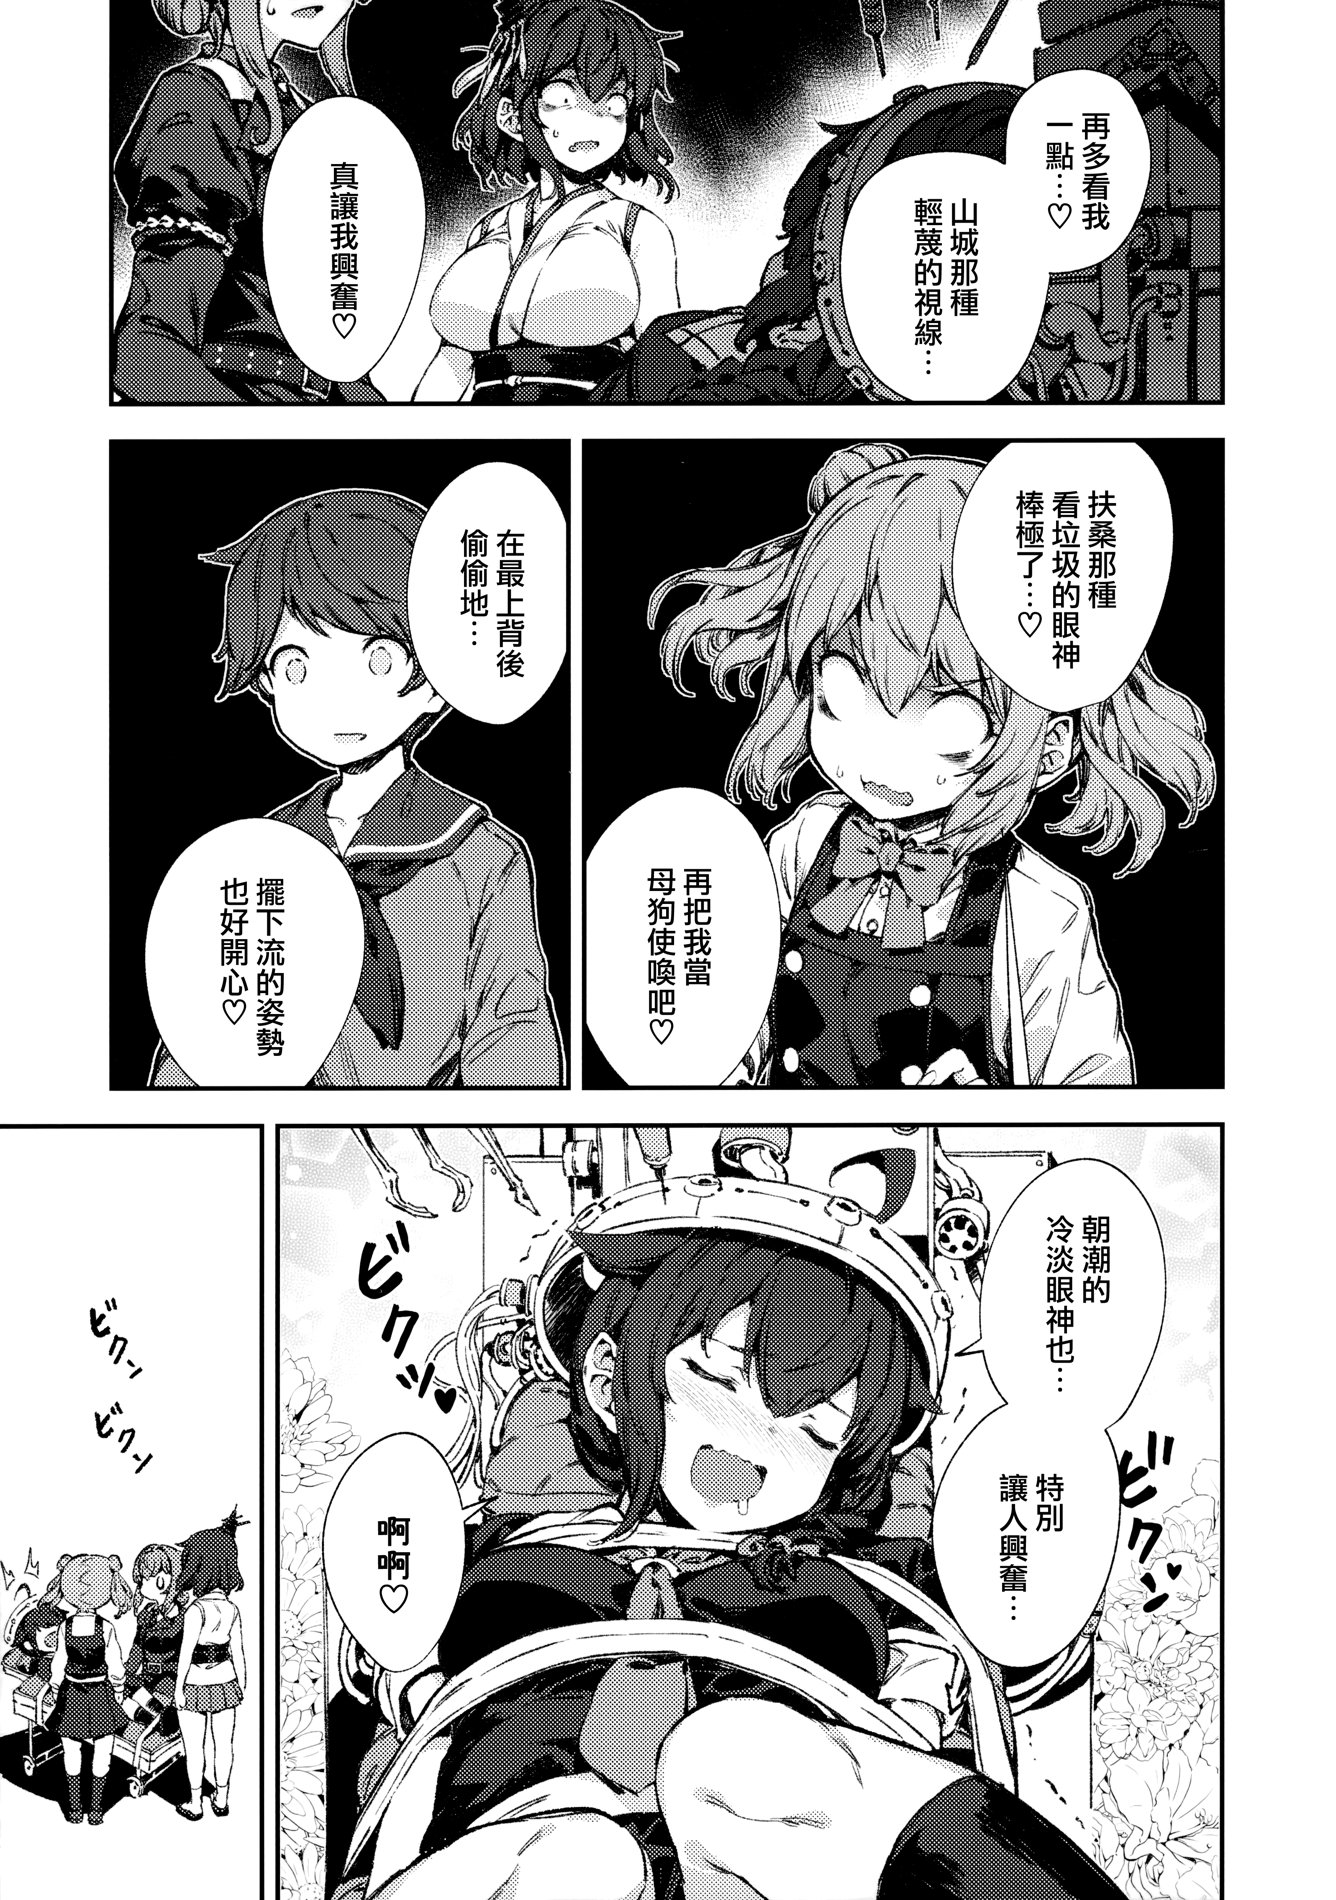 再多看我
一點…♡
山城那種
輕蔑的視線…
真讓我興奮♡
扶桑那種
看垃圾的眼神
棒極了…♡
再把我當
母狗使喚吧♡
在最上背後
偷偷地…
擺下流的姿勢
也好開心♡
朝潮的
冷淡眼神也…
特別
讓人興奮…
ビクンッ♥
ビクッ♥
啊啊♡
ビクン
ビクン